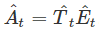 Â_t = T̂_t Ê_t